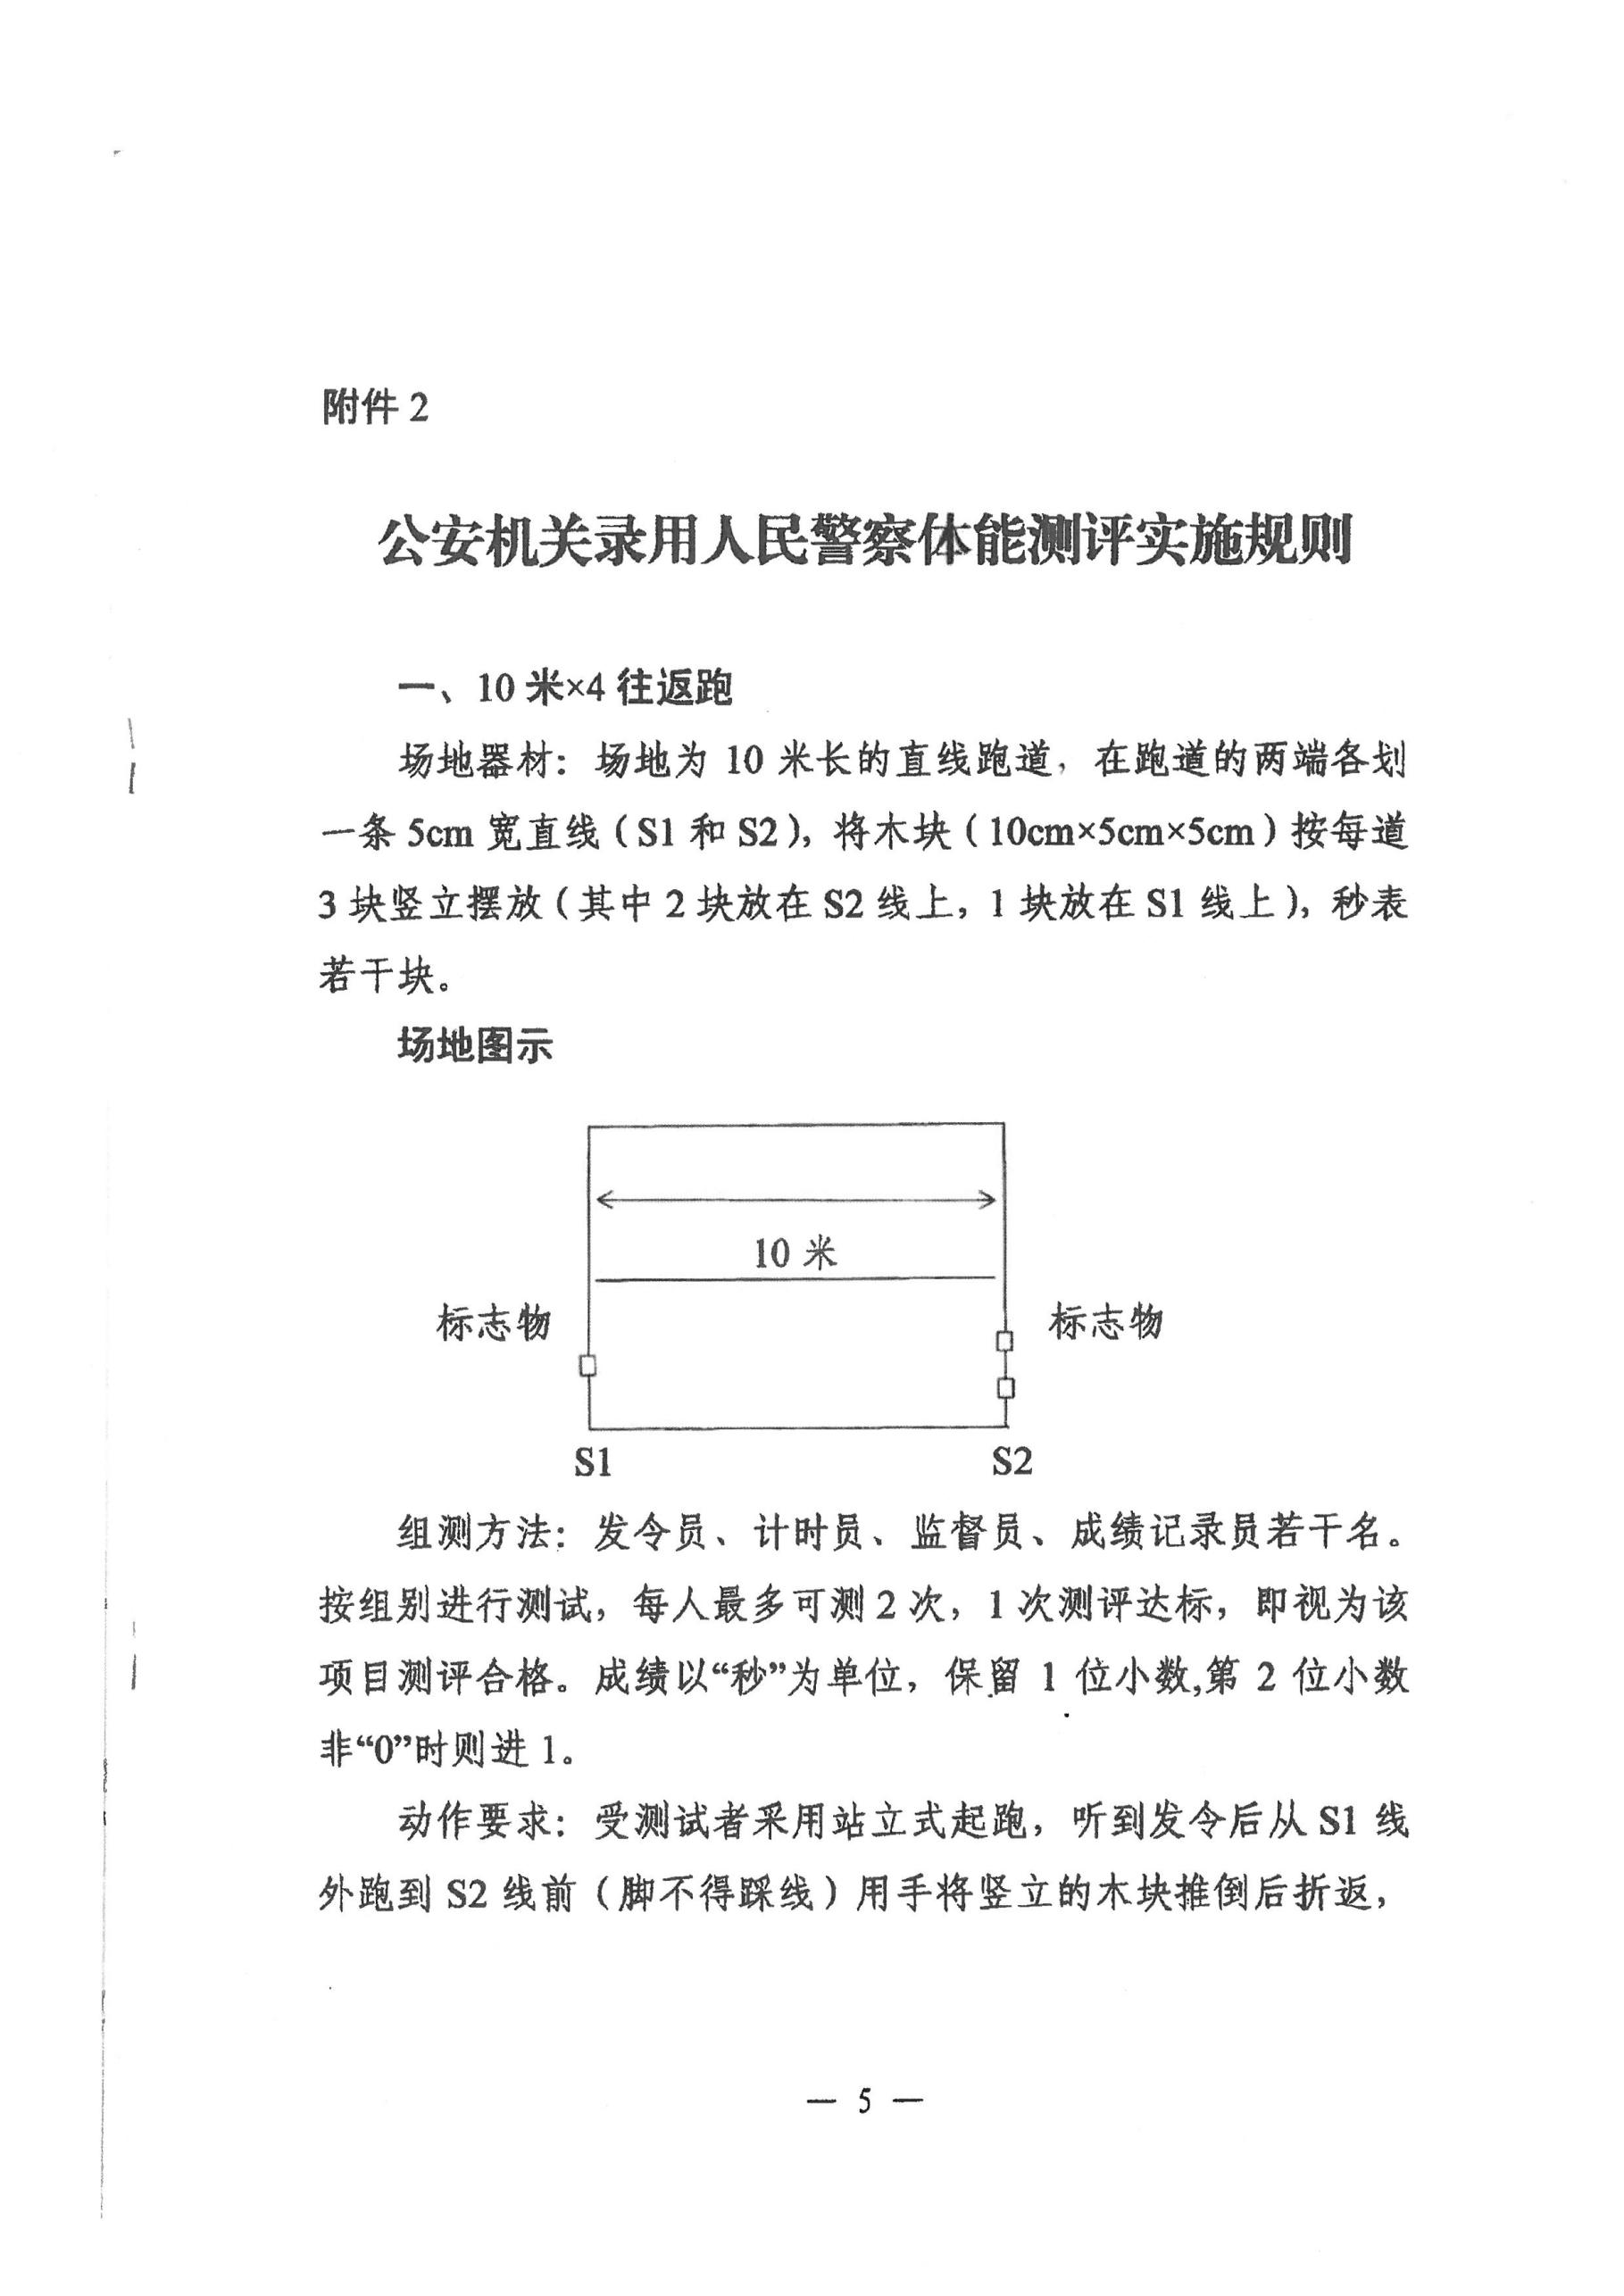 附件 2
公安机关录用人民警察体能测评实施规则
一、10 米×4 往返跑
场地器材：场地为 10 米长的直线跑道，在跑道的两端各划
一条 5cm 宽直线（S1 和 S2），将木块（10cm×5cm×5cm）按每道
3 块竖立摆放（其中 2 块放在 S2 线上，1 块放在 S1 线上），秒表
若干块。
场地图示
10 米
标志物
标志物
S1
S2
组测方法：发令员、计时员、监督员、成绩记录员若干名。
按组别进行测试，每人最多可测 2 次，1 次测评达标，即视为该
项目测评合格。成绩以“秒”为单位，保留 1 位小数,第 2 位小数
非“0”时则进 1。
动作要求：受测试者采用站立式起跑，听到发令后从 S1 线
外跑到 S2 线前（脚不得踩线）用手将竖立的木块推倒后折返，
— 5 —